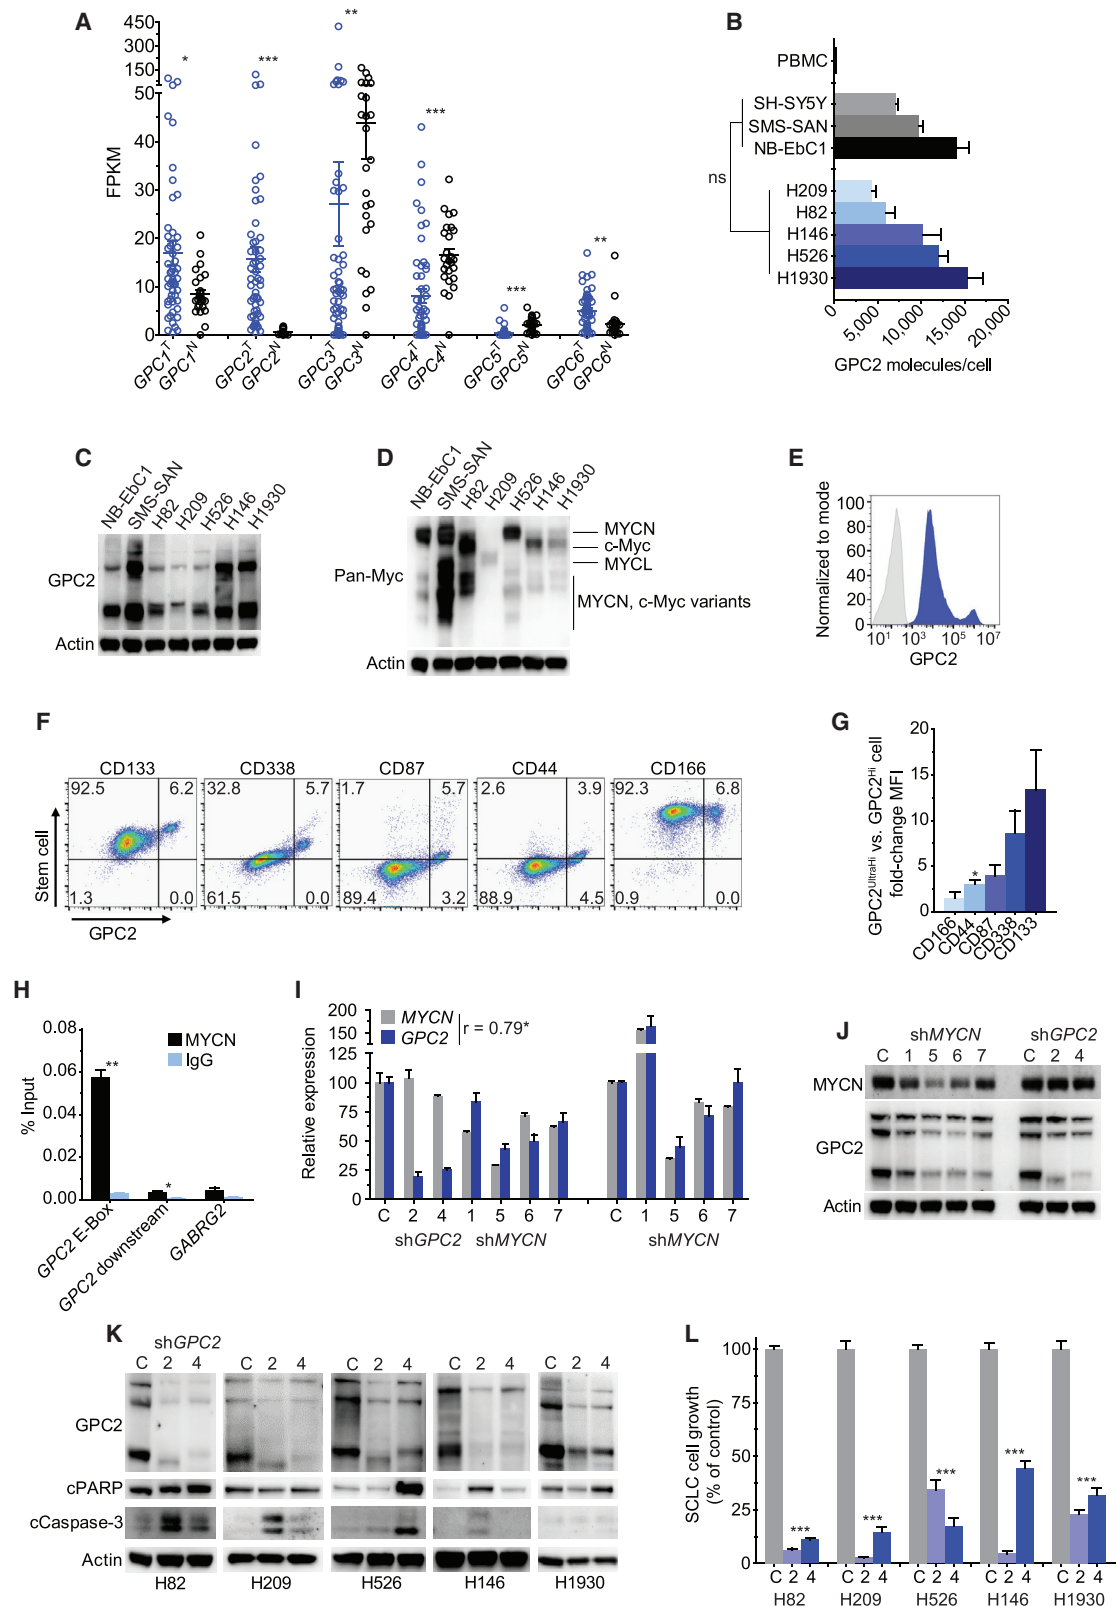 A
450
300
150
50
40
30
20
10
0
FPKM
*
***
**
***
***
**
GPC1ᵀ
GPC1ᴺ
GPC2ᵀ
GPC2ᴺ
GPC3ᵀ
GPC3ᴺ
GPC4ᵀ
GPC4ᴺ
GPC5ᵀ
GPC5ᴺ
GPC6ᵀ
GPC6ᴺ
B
PBMC
SH-SY5Y
SMS-SAN
NB-EbC1
ns
H209
H82
H146
H526
H1930
0
5,000
10,000
15,000
20,000
GPC2 molecules/cell
C
NB-EbC1
SMS-SAN
H82
H209
H526
H146
H1930
GPC2
Actin
D
NB-EbC1
SMS-SAN
H82
H209
H526
H146
H1930
MYCN
c-Myc
MYCL
Pan-Myc
MYCN, c-Myc variants
Actin
E
Normalized to mode
100
80
60
40
20
0
10¹ 10³ 10⁵ 10⁷
GPC2
F
CD133 CD338 CD87 CD44 CD166
92.5 6.2 32.8 5.7 1.7 5.7 2.6 3.9 92.3 6.8
Stem cell
1.3 0.0 61.5 0.0 89.4 3.2 88.9 4.5 0.9 0.0
GPC2
G
GPC2ᵁˡᵗʳᵃᴴⁱ vs. GPC2ᴴⁱ cell
fold-change MFI
20
15
10
5
0
*
CD166
CD44
CD87
CD338
CD133
H
% Input
0.08
0.06
0.04
0.02
0.00
MYCN
IgG
**
*
GPC2 E-Box
GPC2 downstream
GABRG2
I
Relative expression
200
150
125
100
75
50
25
0
MYCN
GPC2
r = 0.79*
C 2 4 1 5 6 7 C 1 5 6 7
shGPC2 shMYCN shMYCN
J
shMYCN shGPC2
C 1 5 6 7 C 2 4
MYCN
GPC2
Actin
K
shGPC2
C 2 4 C 2 4 C 2 4 C 2 4 C 2 4
GPC2
cPARP
cCaspase-3
Actin
H82 H209 H526 H146 H1930
L
SCLC cell growth
(% of control)
100
75
50
25
0
***
***
***
***
***
C 2 4 C 2 4 C 2 4 C 2 4 C 2 4
H82 H209 H526 H146 H1930